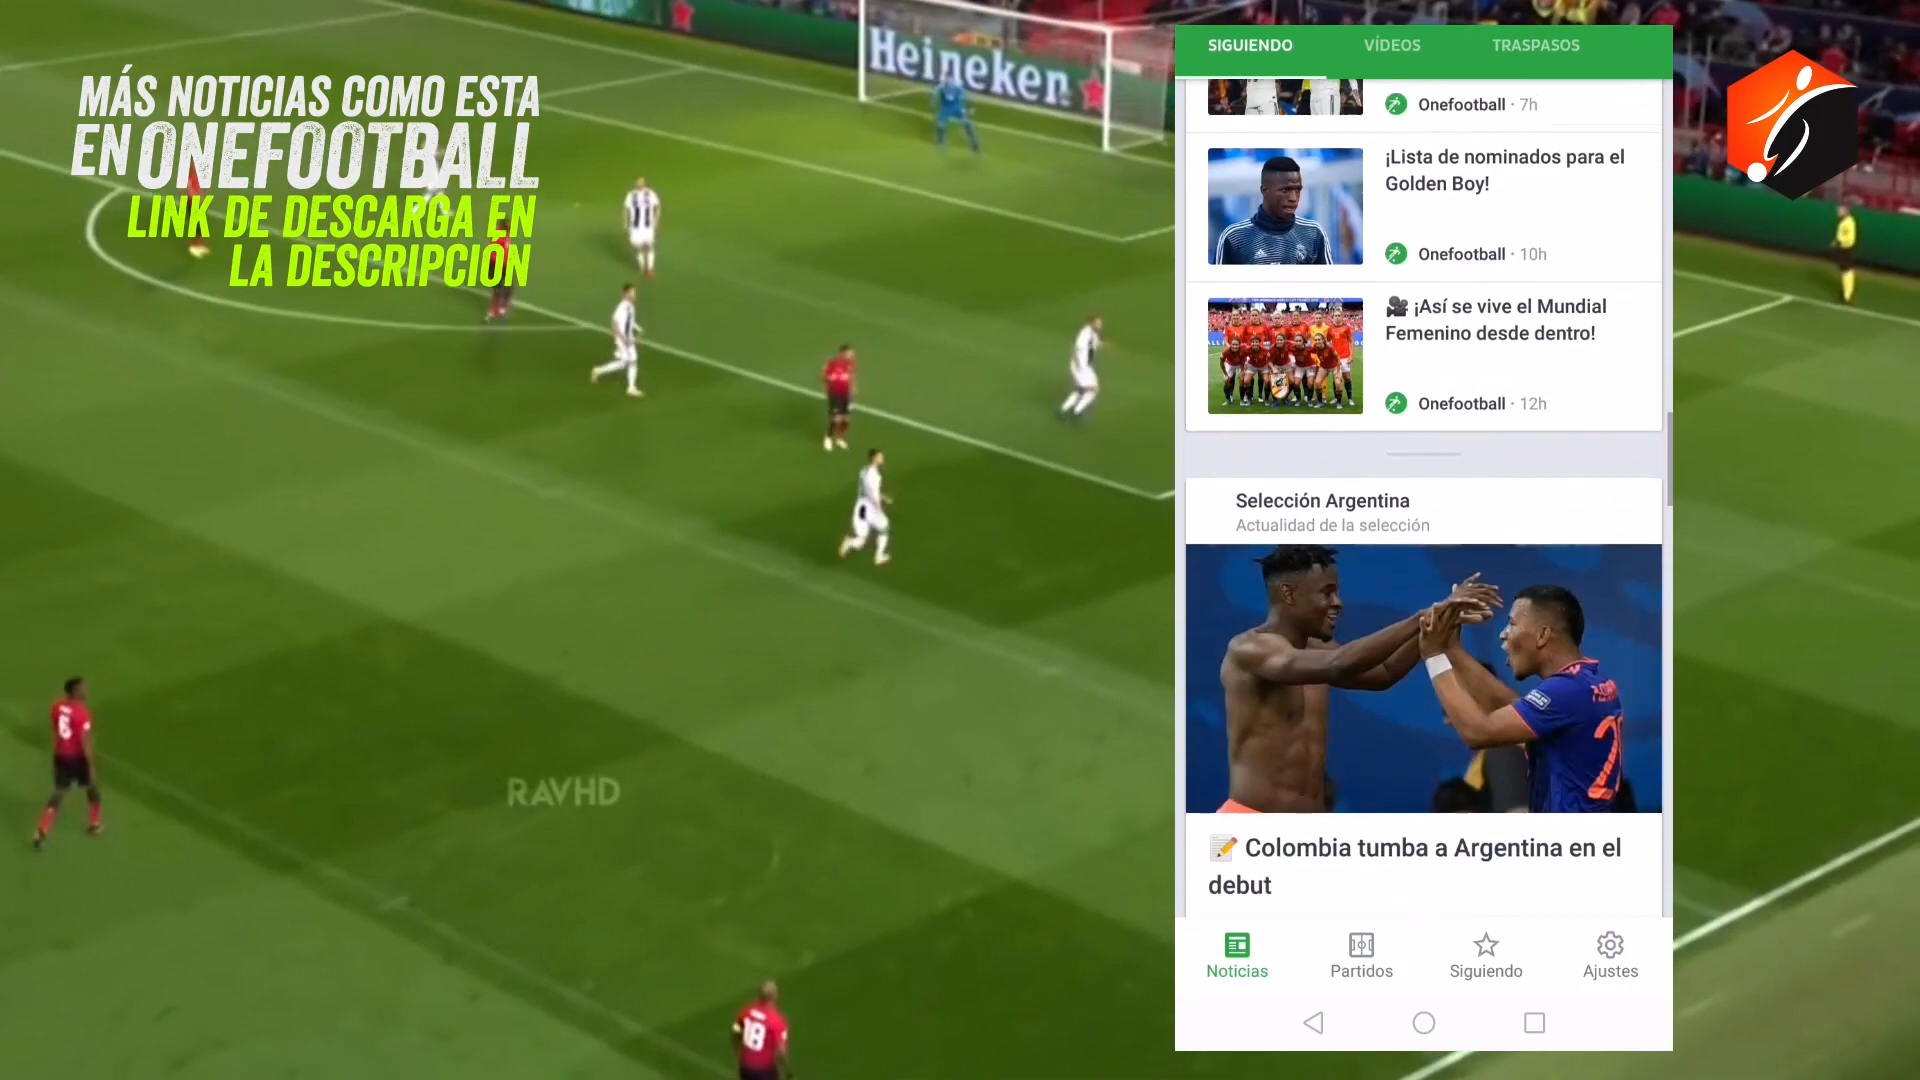 MÁS NOTICIAS COMO ESTA
EN ONEFOOTBALL
LINK DE DESCARGA EN
LA DESCRIPCIÓN
Heineken
6
18
RAVHD
SIGUIENDO VÍDEOS TRASPASOS
Onefootball · 7h
¡Lista de nominados para el
Golden Boy!
Onefootball · 10h
¡Así se vive el Mundial
Femenino desde dentro!
Onefootball · 12h
Selección Argentina
Actualidad de la selección
Colombia tumba a Argentina en el
debut
Noticias Partidos Siguiendo Ajustes